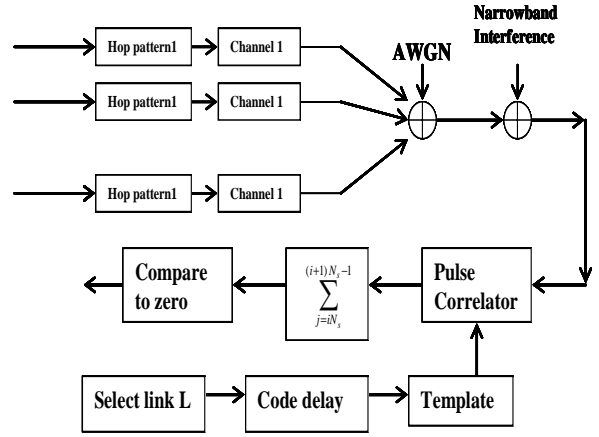 Narrowband
Interference
AWGN
Hop pattern1
Channel 1
Hop pattern1
Channel 1
Hop pattern1
Channel 1
Compare
to zero
(i+1)N_s−1
∑
j=iN_s
Pulse
Correlator
Select link L
Code delay
Template